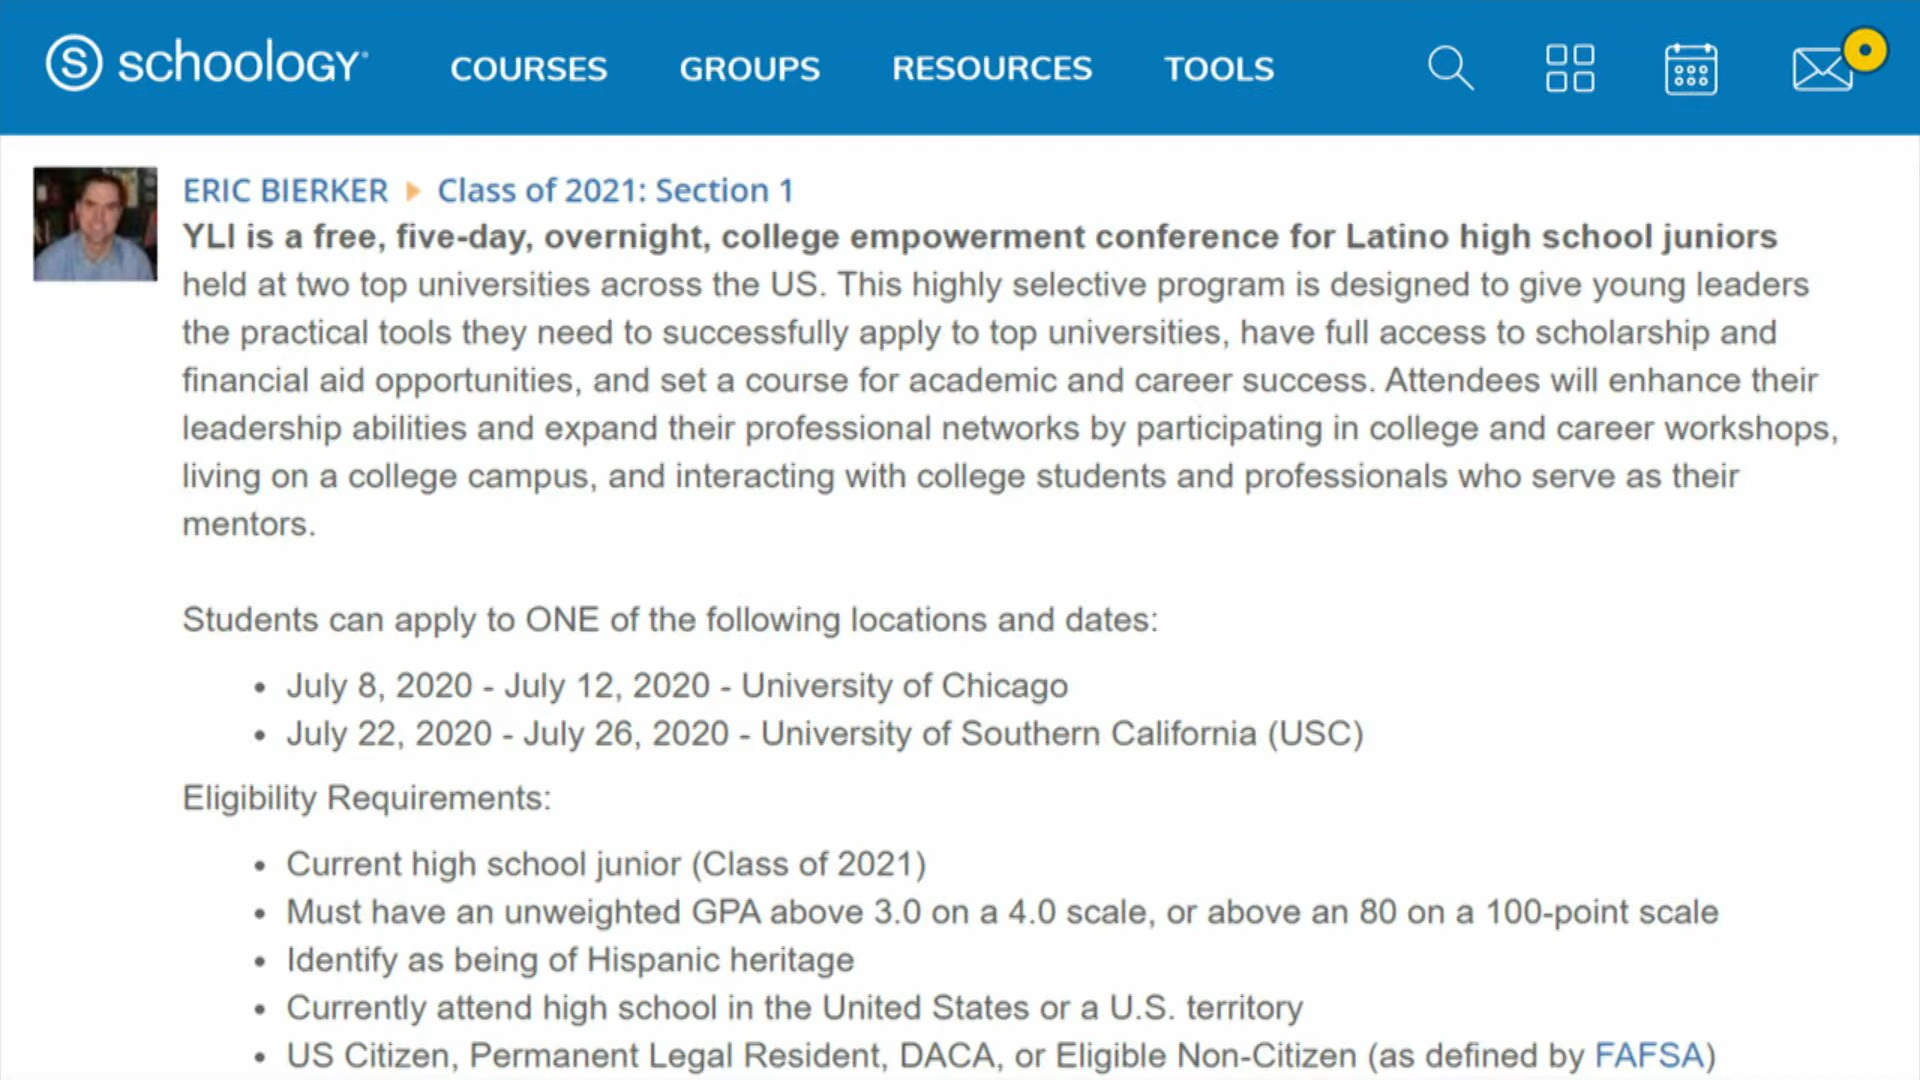 schoology COURSES GROUPS RESOURCES TOOLS
ERIC BIERKER Class of 2021: Section 1
YLI is a free, five-day, overnight, college empowerment conference for Latino high school juniors
held at two top universities across the US. This highly selective program is designed to give young leaders
the practical tools they need to successfully apply to top universities, have full access to scholarship and
financial aid opportunities, and set a course for academic and career success. Attendees will enhance their
leadership abilities and expand their professional networks by participating in college and career workshops,
living on a college campus, and interacting with college students and professionals who serve as their
mentors.
Students can apply to ONE of the following locations and dates:
• July 8, 2020 - July 12, 2020 - University of Chicago
• July 22, 2020 - July 26, 2020 - University of Southern California (USC)
Eligibility Requirements:
• Current high school junior (Class of 2021)
• Must have an unweighted GPA above 3.0 on a 4.0 scale, or above an 80 on a 100-point scale
• Identify as being of Hispanic heritage
• Currently attend high school in the United States or a U.S. territory
• US Citizen, Permanent Legal Resident, DACA, or Eligible Non-Citizen (as defined by FAFSA)